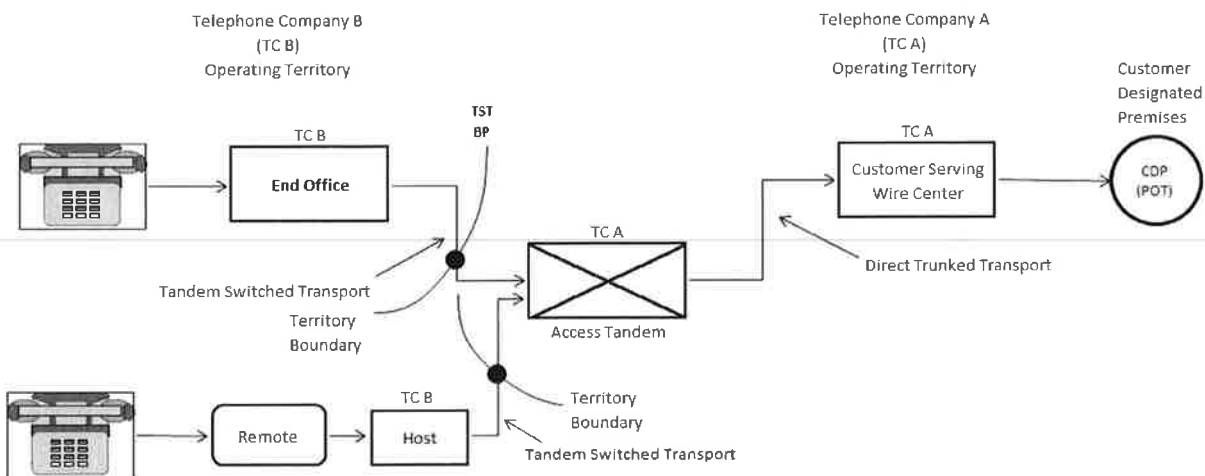 Telephone Company B
(TC B)
Operating Territory
Telephone Company A
(TC A)
Operating Territory
Customer
Designated
Premises
TST
BP
TC B
End Office
TC A
Customer Serving
Wire Center
CDP
(POT)
TC A
Access Tandem
Direct Trunked Transport
Tandem Switched Transport
Territory
Boundary
TC B
Remote
Host
Territory
Boundary
Tandem Switched Transport